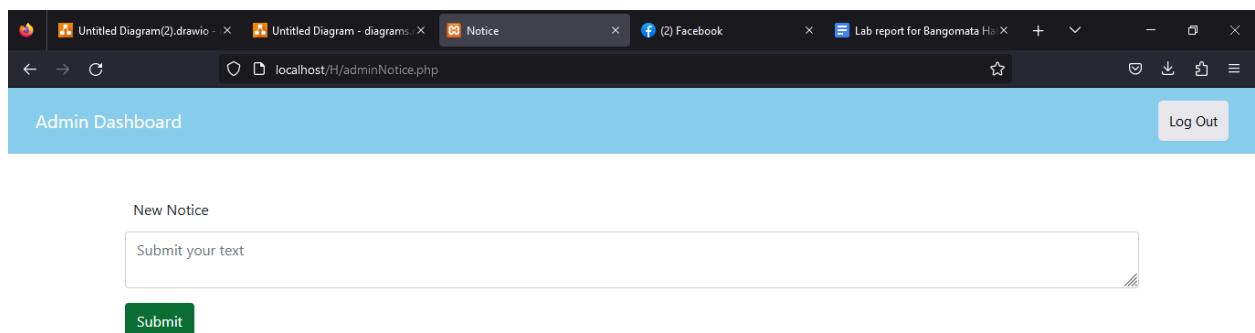 Untitled Diagram(2).drawio -
Untitled Diagram - diagrams.
Notice
(2) Facebook
Lab report for Bangomata Ha
localhost/H/adminNotice.php
Admin Dashboard
Log Out
New Notice
Submit your text
Submit